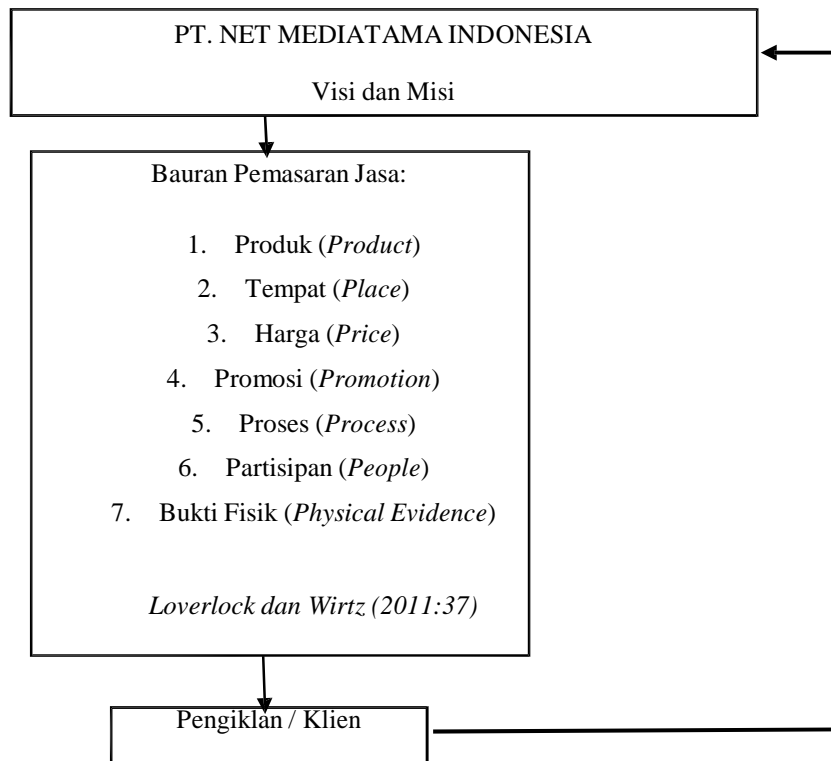 PT. NET MEDIATAMA INDONESIA
Visi dan Misi
Bauran Pemasaran Jasa:
1. Produk (Product)
2. Tempat (Place)
3. Harga (Price)
4. Promosi (Promotion)
5. Proses (Process)
6. Partisipan (People)
7. Bukti Fisik (Physical Evidence)
Loverlock dan Wirtz (2011:37)
Pengiklan / Klien